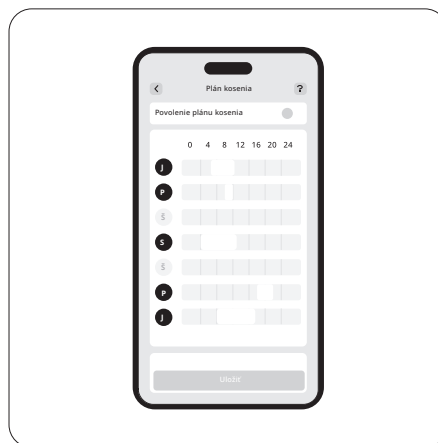 Plán kosenia ?
Povolenie plánu kosenia
0 4 8 12 16 20 24
J
P
Š
S
Š
P
J
Uložiť